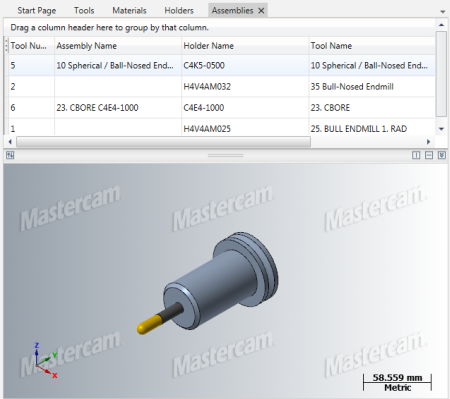 Start Page Tools Materials Holders Assemblies
Drag a column header here to group by that column.
Tool Nu... Assembly Name Holder Name Tool Name
5 10 Spherical / Ball-Nosed End... C4K5-0500 10 Spherical / Ball-Nosed End...
2 H4V4AM032 35 Bull-Nosed Endmill
6 23. CBORE C4E4-1000 C4E4-1000 23. CBORE
1 H4V4AM025 25. BULL ENDMILL 1. RAD
Mastercam Mastercam Mastercam
Mastercam Mastercam
Mastercam Mastercam Mastercam
Z
Y
X
58.559 mm
Metric